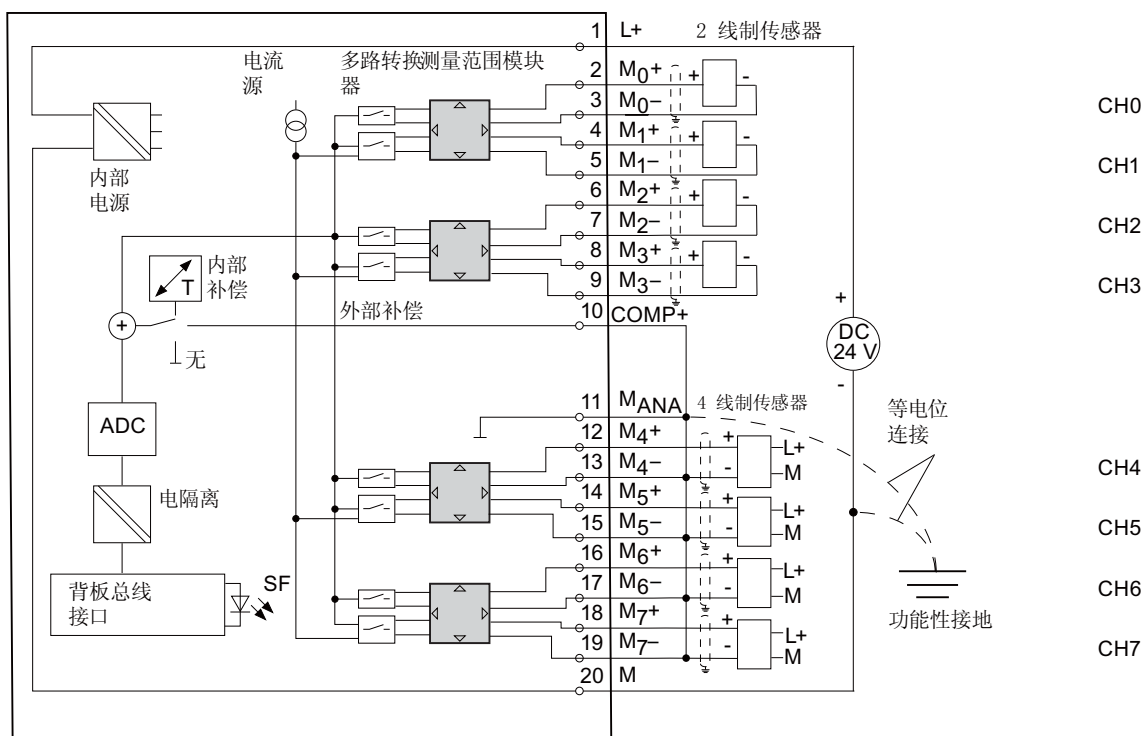 1 L+ 2 线制传感器
电流
源
多路转换测量范围模块
器
2 M0+ + -
3 M0- CH0
4 M1+ + -
5 M1- CH1
内部
电源
6 M2+ + -
7 M2- CH2
8 M3+ + -
9 M3- CH3
T
内部
补偿
外部补偿
10 COMP+
+
无
+
DC
24 V
-
11 MANA 4 线制传感器
等电位
连接
ADC
12 M4+ + L+
13 M4- - M CH4
14 M5+ + L+
15 M5- - M CH5
电隔离
16 M6+ + L+
17 M6- - M CH6
18 M7+ + L+
19 M7- - M CH7
背板总线
接口
SF
功能性接地
20 M